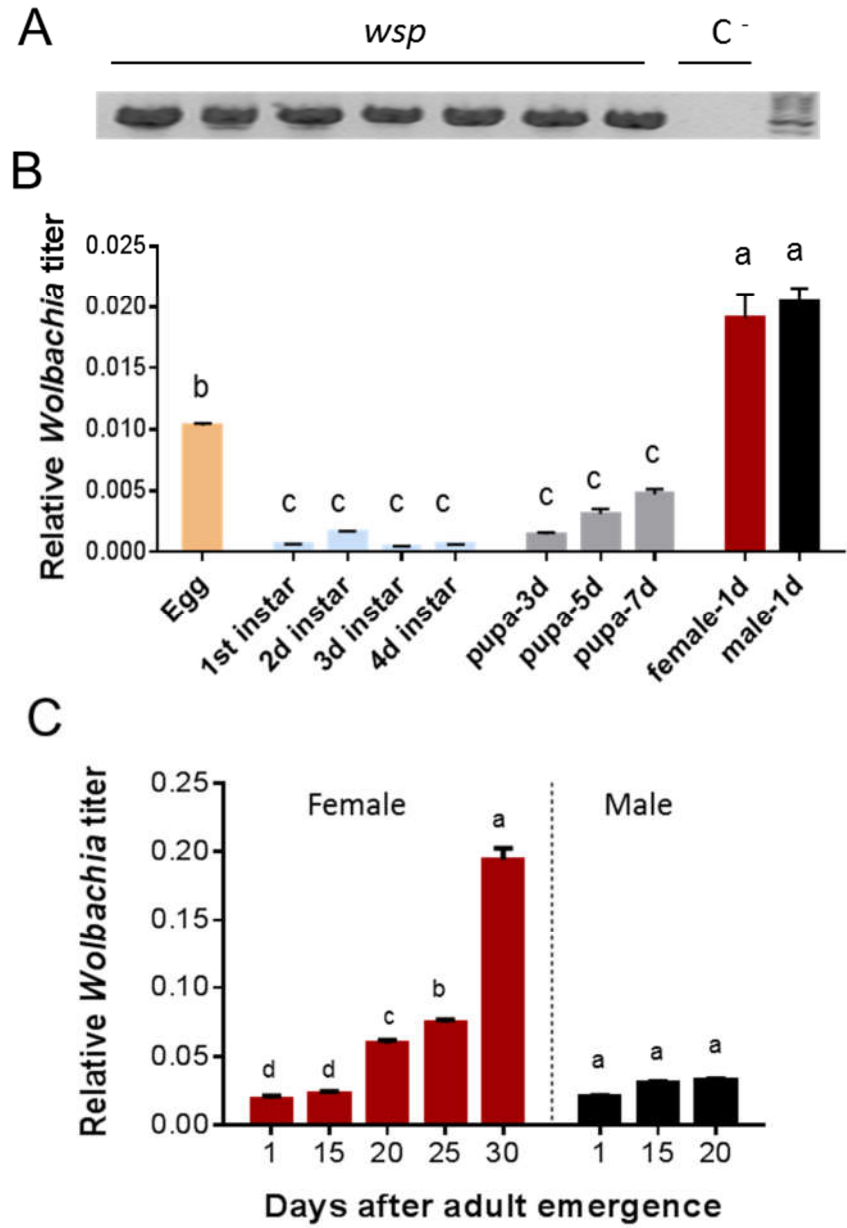 A
wsp
C -
B
Relative Wolbachia titer
0.025
0.020
0.015
0.010
0.005
0.000
b
c c c c
c c c
a a
Egg
1st instar
2d instar
3d instar
4d instar
pupa-3d
pupa-5d
pupa-7d
female-1d
male-1d
C
Relative Wolbachia titer
0.25
0.20
0.15
0.10
0.05
0.00
Female
Male
d d c b a
a a a
1 15 20 25 30 1 15 20
Days after adult emergence